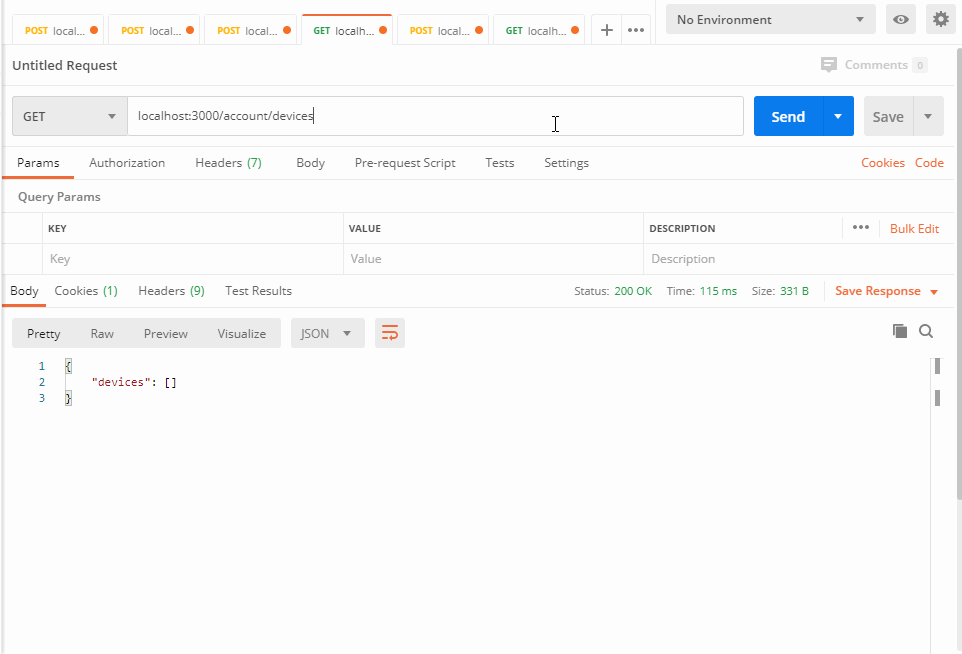 POST local... POST local... POST local... GET localh... POST local... GET localh... No Environment
Untitled Request Comments 0
GET localhost:3000/account/devices Send Save
Params Authorization Headers (7) Body Pre-request Script Tests Settings Cookies Code
Query Params
KEY VALUE DESCRIPTION ••• Bulk Edit
Key Value Description
Body Cookies (1) Headers (9) Test Results Status: 200 OK Time: 115 ms Size: 331 B Save Response
Pretty Raw Preview Visualize JSON
1 {
2 "devices": []
3 }